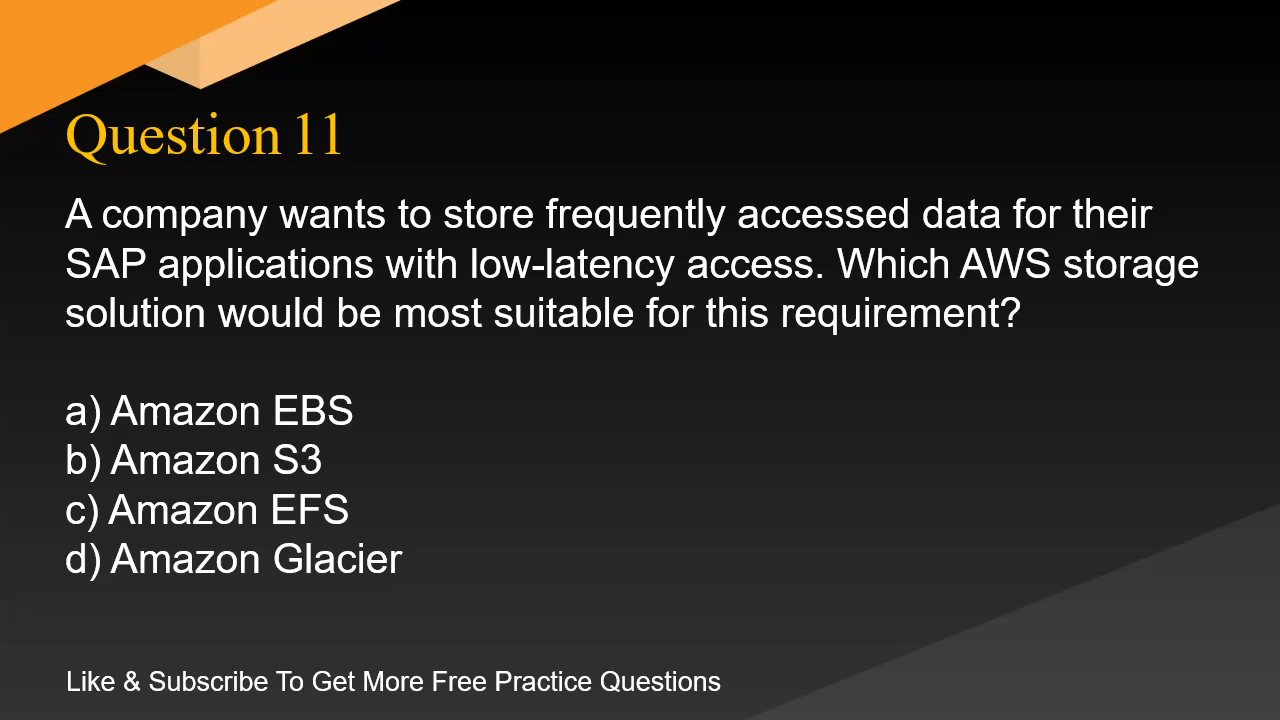 Question 11
A company wants to store frequently accessed data for their
SAP applications with low-latency access. Which AWS storage
solution would be most suitable for this requirement?
a) Amazon EBS
b) Amazon S3
c) Amazon EFS
d) Amazon Glacier
Like & Subscribe To Get More Free Practice Questions